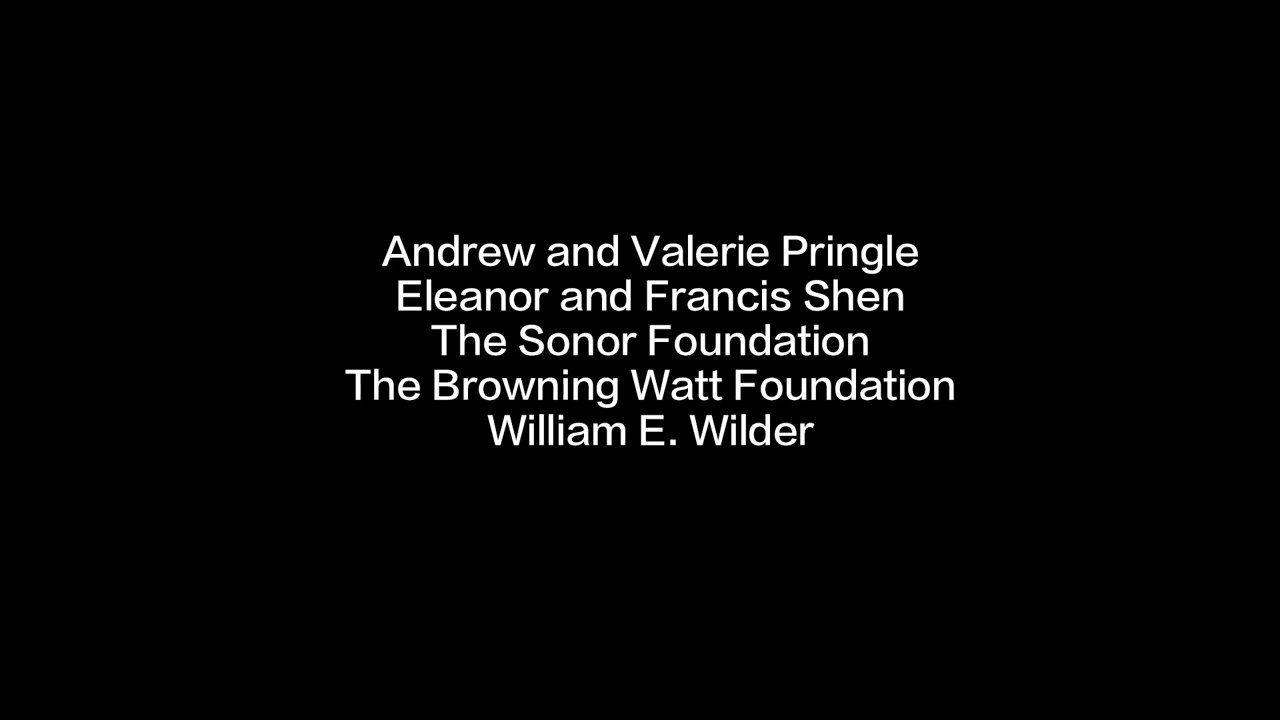 Andrew and Valerie Pringle
Eleanor and Francis Shen
The Sonor Foundation
The Browning Watt Foundation
William E. Wilder